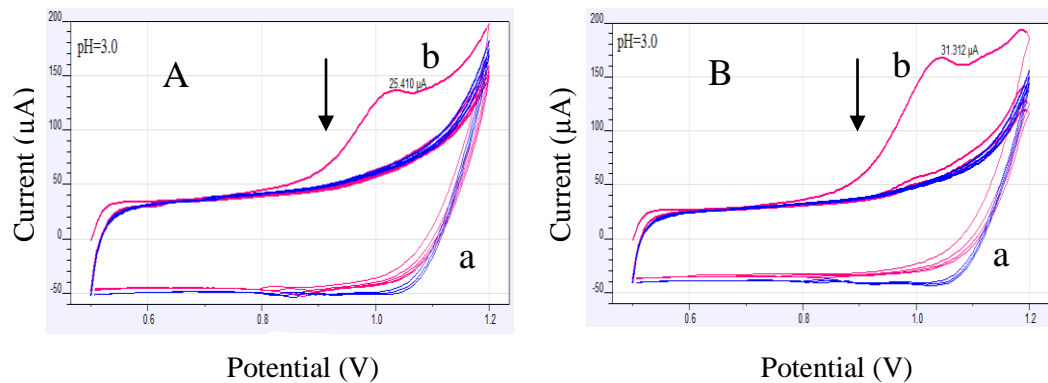 pH=3.0
A
b
25.410 µA
a
Current (µA)
200
150
100
50
0
-50
0.6
0.8
1.0
1.2
Potential (V)
pH=3.0
B
b
31.312 µA
a
Current (µA)
200
150
100
50
0
-50
0.6
0.8
1.0
1.2
Potential (V)